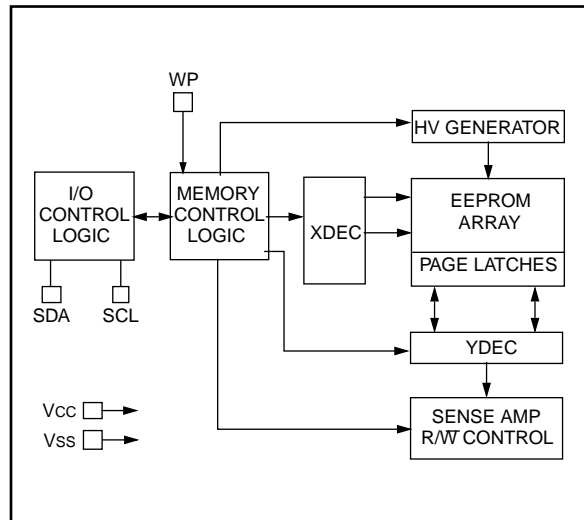 WP
HV GENERATOR
I/O
CONTROL
LOGIC
MEMORY
CONTROL
LOGIC
XDEC
EEPROM
ARRAY
PAGE LATCHES
SDA
SCL
YDEC
VCC
VSS
SENSE AMP
R/W̅ CONTROL